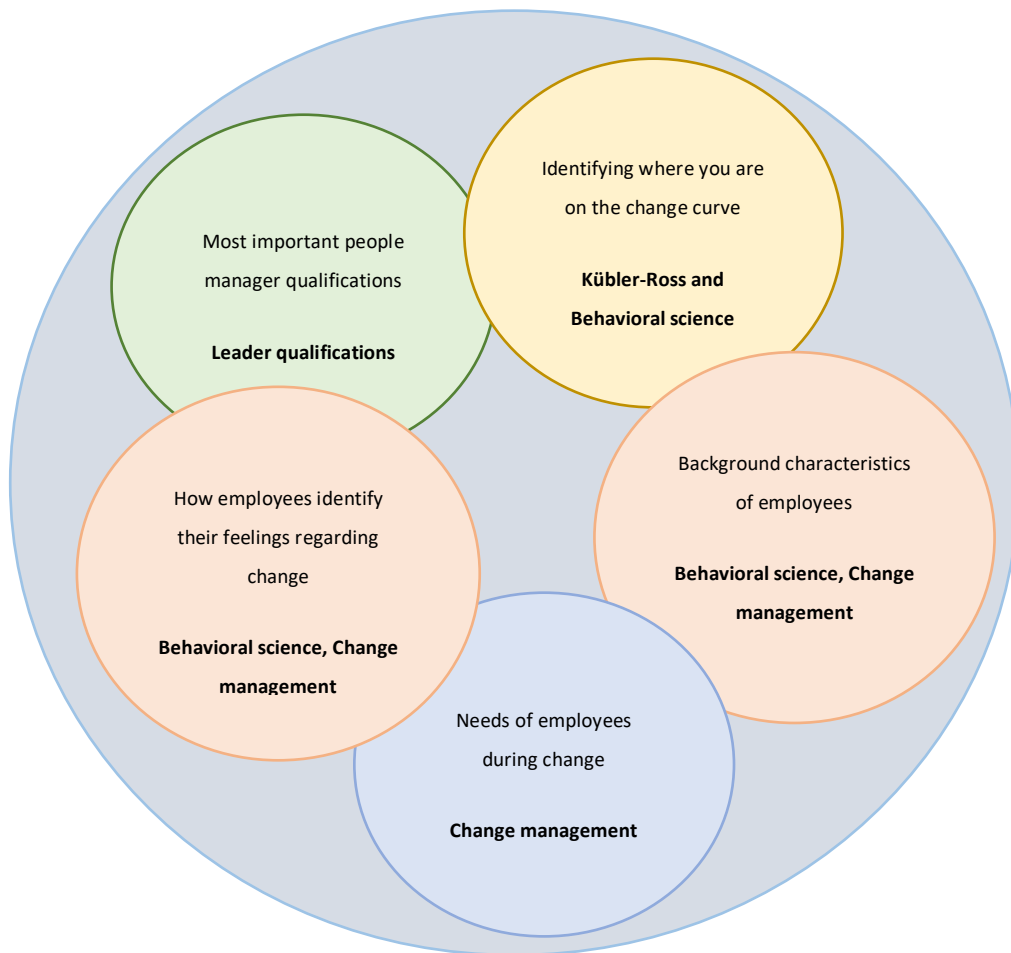 Identifying where you are
on the change curve
Kübler-Ross and
Behavioral science
Most important people
manager qualifications
Leader qualifications
Background characteristics
of employees
Behavioral science, Change
management
How employees identify
their feelings regarding
change
Behavioral science, Change
management
Needs of employees
during change
Change management